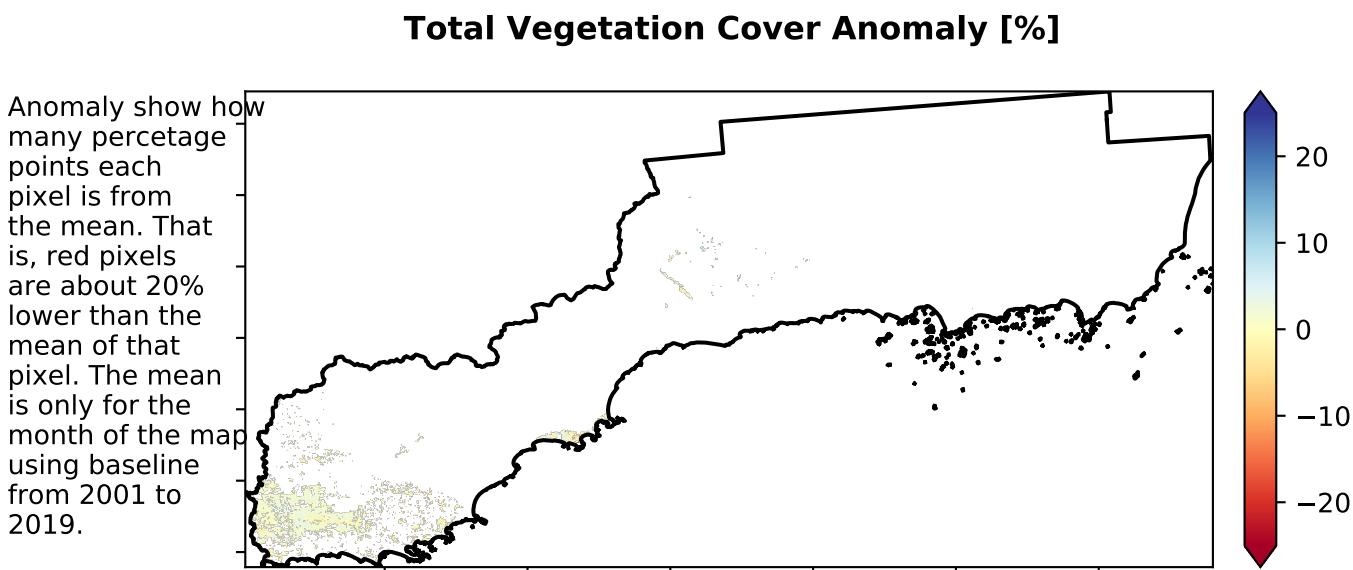 Total Vegetation Cover Anomaly [%]
Anomaly show how
many percetage
points each
pixel is from
the mean. That
is, red pixels
are about 20%
lower than the
mean of that
pixel. The mean
is only for the
month of the map
using baseline
from 2001 to
2019.
20
10
0
−10
−20